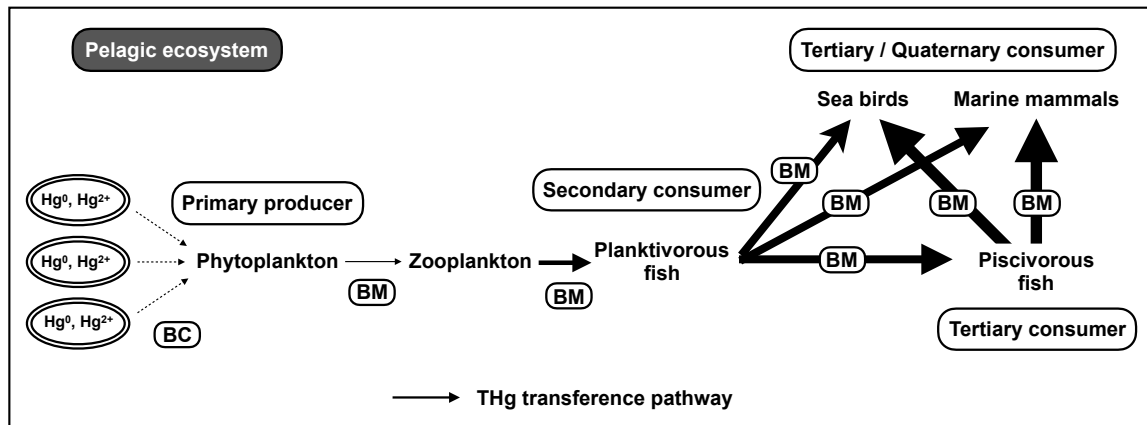 Pelagic ecosystem
Tertiary / Quaternary consumer
Sea birds
Marine mammals
BM
Secondary consumer
Hg⁰, Hg²⁺
Primary producer
BM
BM
BM
Hg⁰, Hg²⁺
Phytoplankton
Zooplankton
Planktivorous
fish
BM
Piscivorous
fish
BM
BM
Hg⁰, Hg²⁺
BC
Tertiary consumer
THg transference pathway